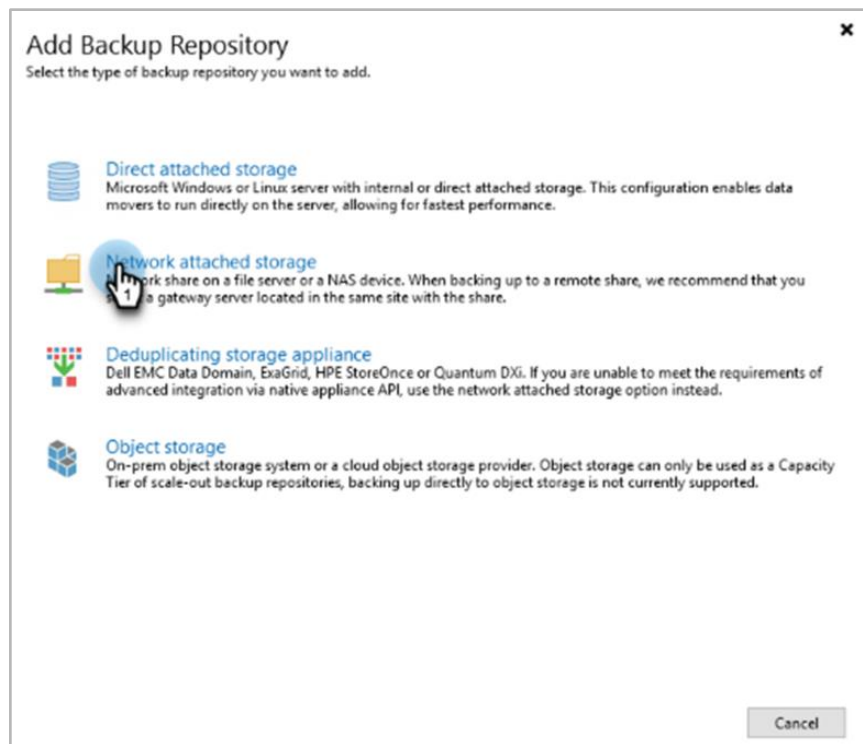 Add Backup Repository
Select the type of backup repository you want to add.
Direct attached storage
Microsoft Windows or Linux server with internal or direct attached storage. This configuration enables data
movers to run directly on the server, allowing for fastest performance.
Network attached storage
share on a file server or a NAS device. When backing up to a remote share, we recommend that you
a gateway server located in the same site with the share.
1
Deduplicating storage appliance
Dell EMC Data Domain, ExaGrid, HPE StoreOnce or Quantum DXi. If you are unable to meet the requirements of
advanced integration via native appliance API, use the network attached storage option instead.
Object storage
On-prem object storage system or a cloud object storage provider. Object storage can only be used as a Capacity
Tier of scale-out backup repositories, backing up directly to object storage is not currently supported.
Cancel